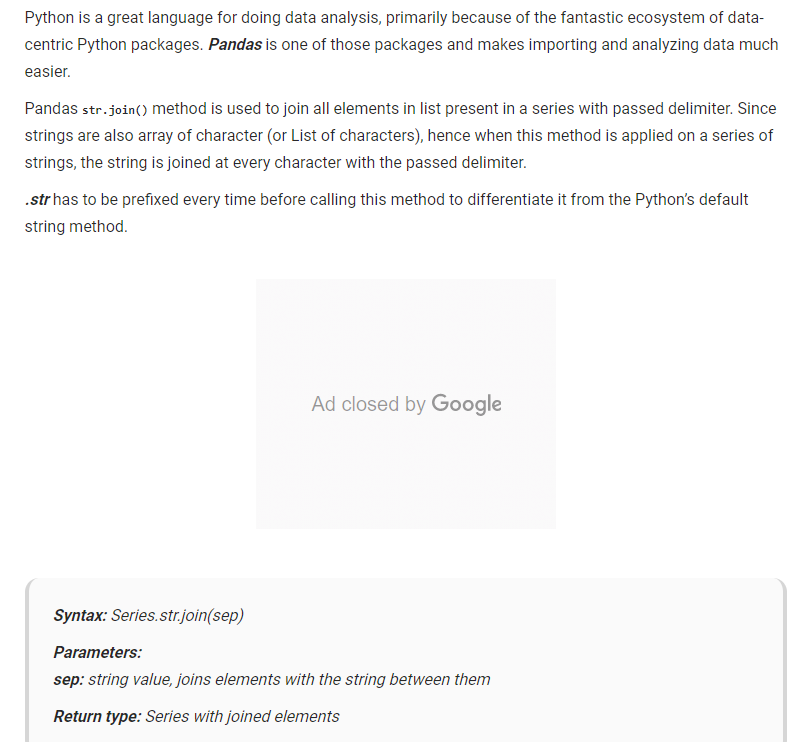 Python is a great language for doing data analysis, primarily because of the fantastic ecosystem of data-
centric Python packages. Pandas is one of those packages and makes importing and analyzing data much
easier.
Pandas str.join() method is used to join all elements in list present in a series with passed delimiter. Since
strings are also array of character (or List of characters), hence when this method is applied on a series of
strings, the string is joined at every character with the passed delimiter.
.str has to be prefixed every time before calling this method to differentiate it from the Python’s default
string method.
Ad closed by Google
Syntax: Series.str.join(sep)
Parameters:
sep: string value, joins elements with the string between them
Return type: Series with joined elements